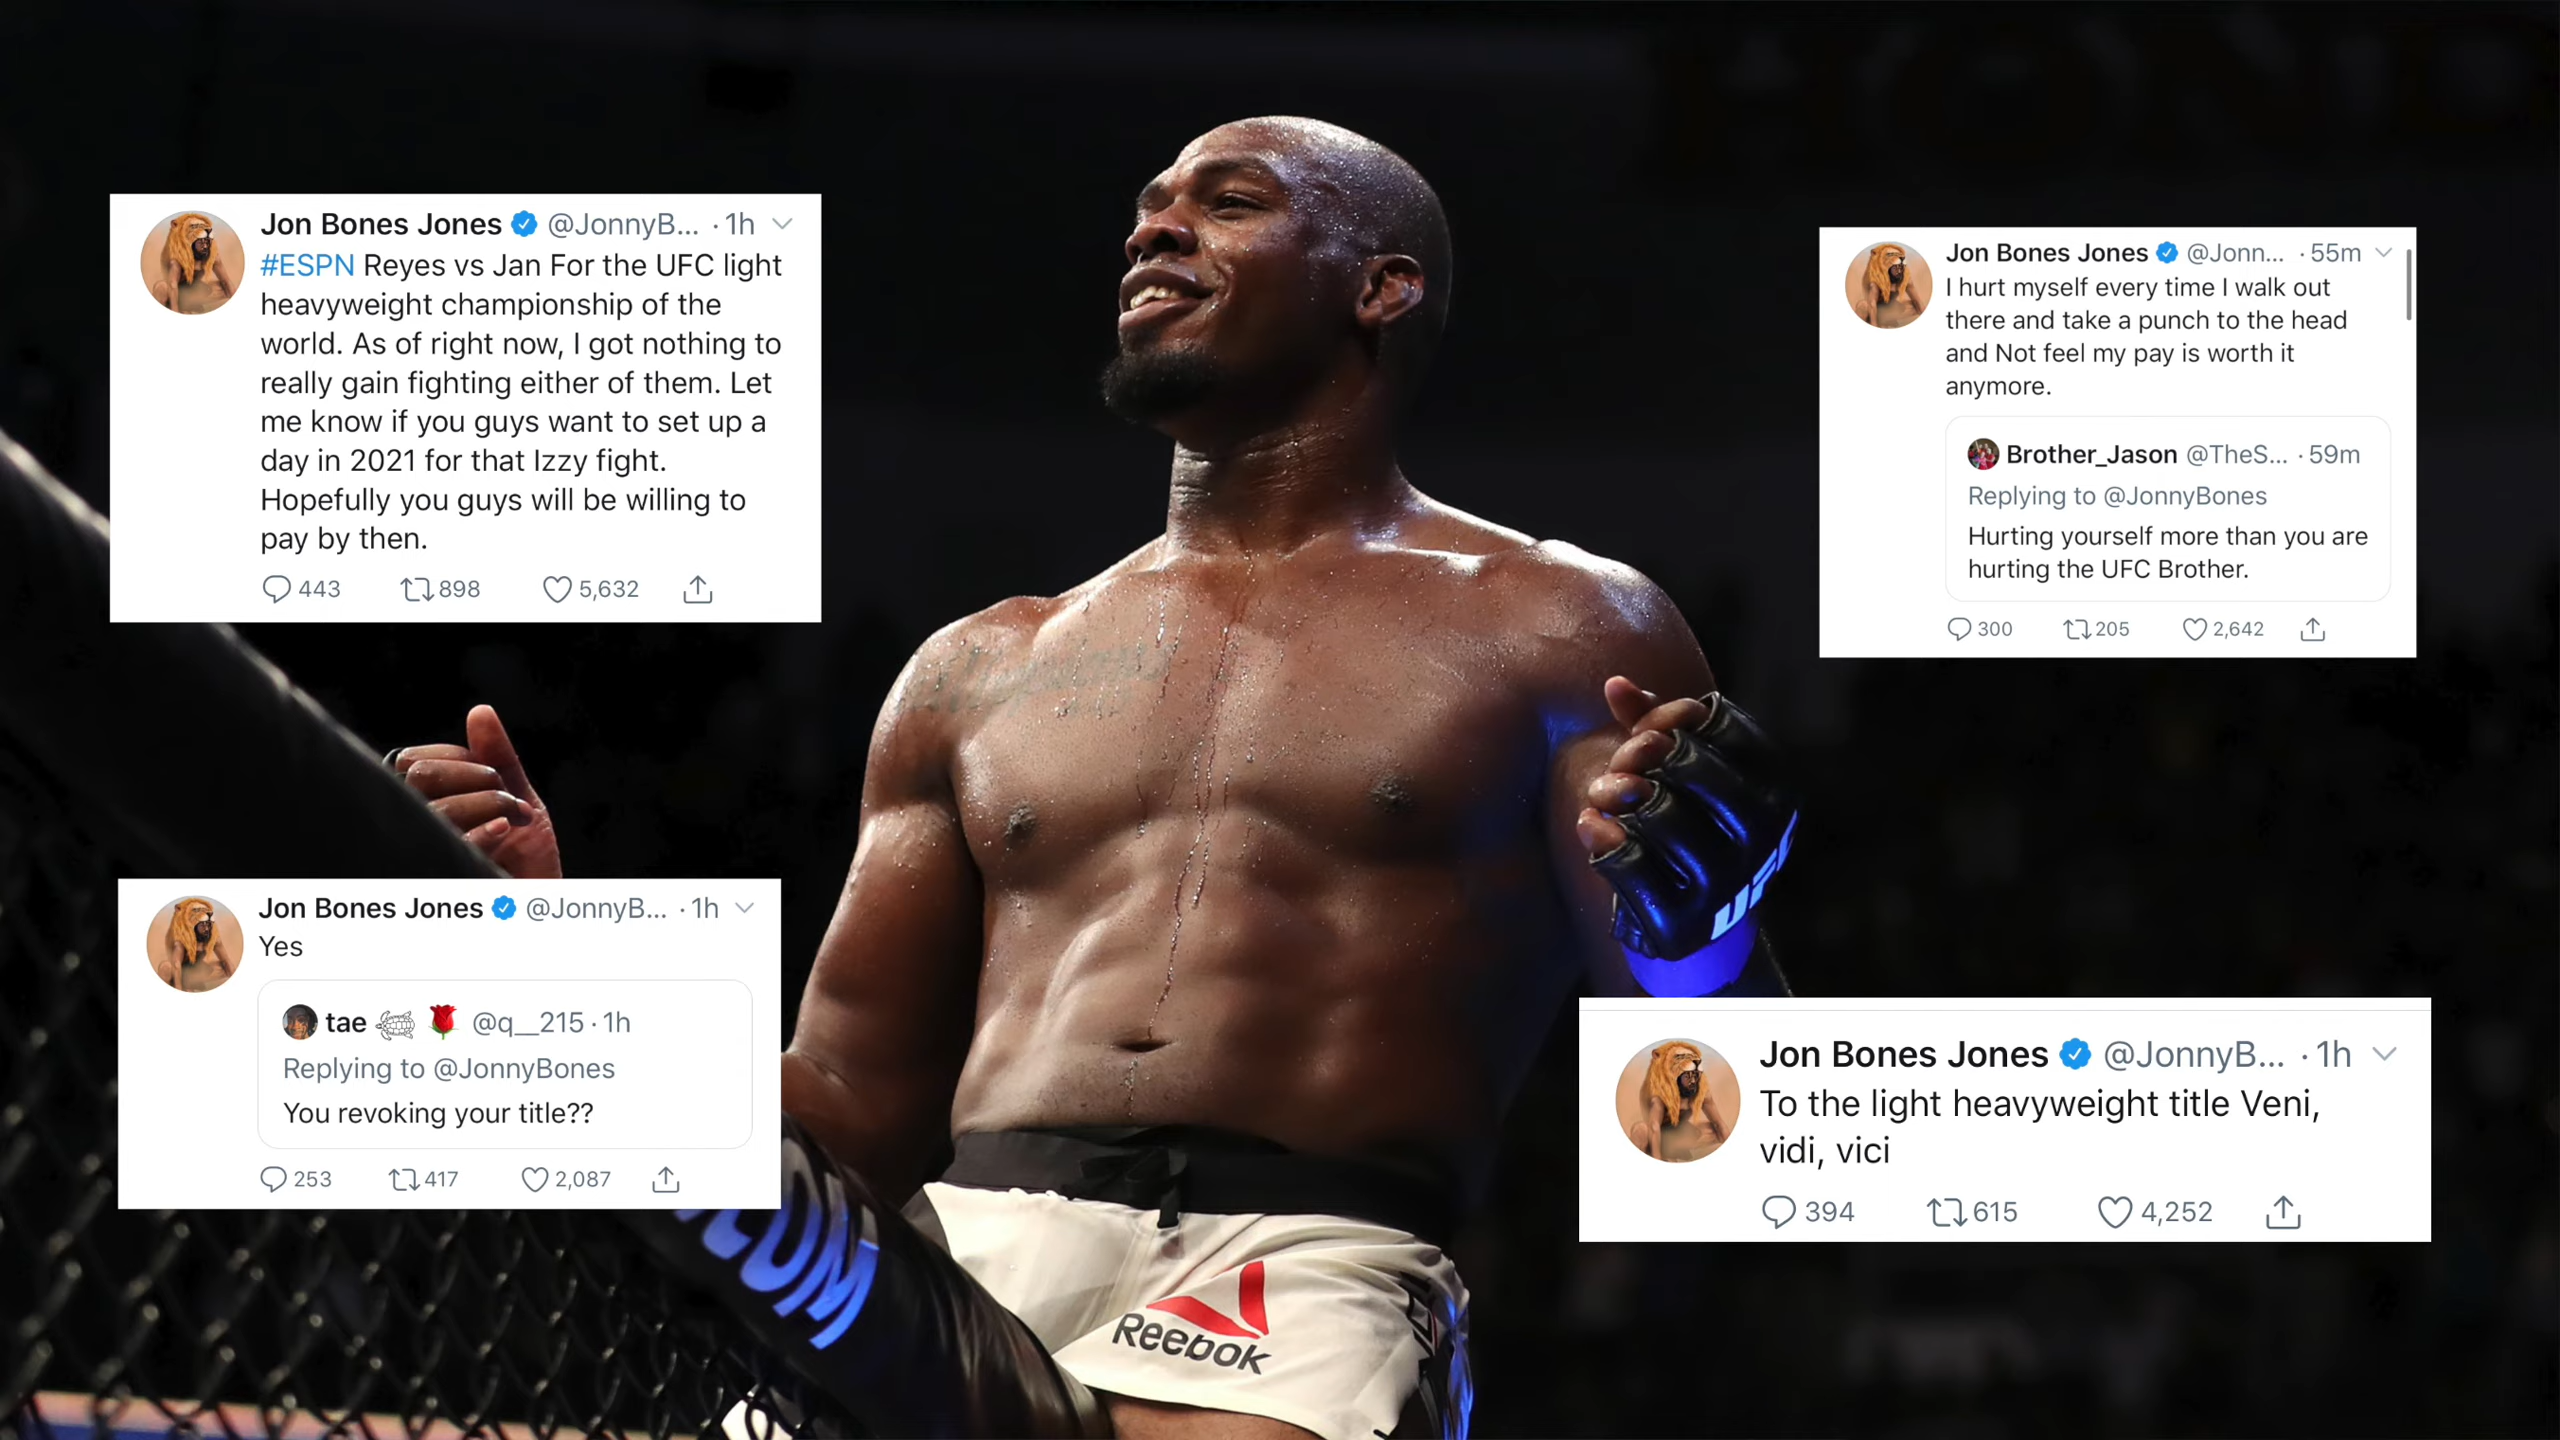 Jon Bones Jones @JonnyB... · 1h
#ESPN Reyes vs Jan For the UFC light
heavyweight championship of the
world. As of right now, I got nothing to
really gain fighting either of them. Let
me know if you guys want to set up a
day in 2021 for that Izzy fight.
Hopefully you guys will be willing to
pay by then.
443 898 5,632
Jon Bones Jones @Jonn... · 55m
I hurt myself every time I walk out
there and take a punch to the head
and Not feel my pay is worth it
anymore.
Brother_Jason @TheS... · 59m
Replying to @JonnyBones
Hurting yourself more than you are
hurting the UFC Brother.
300 205 2,642
Jon Bones Jones @JonnyB... · 1h
Yes
tae 🐢 🌹 @q__215 · 1h
Replying to @JonnyBones
You revoking your title??
253 417 2,087
Jon Bones Jones @JonnyB... · 1h
To the light heavyweight title Veni,
vidi, vici
394 615 4,252
UFC
.COM
Reebok